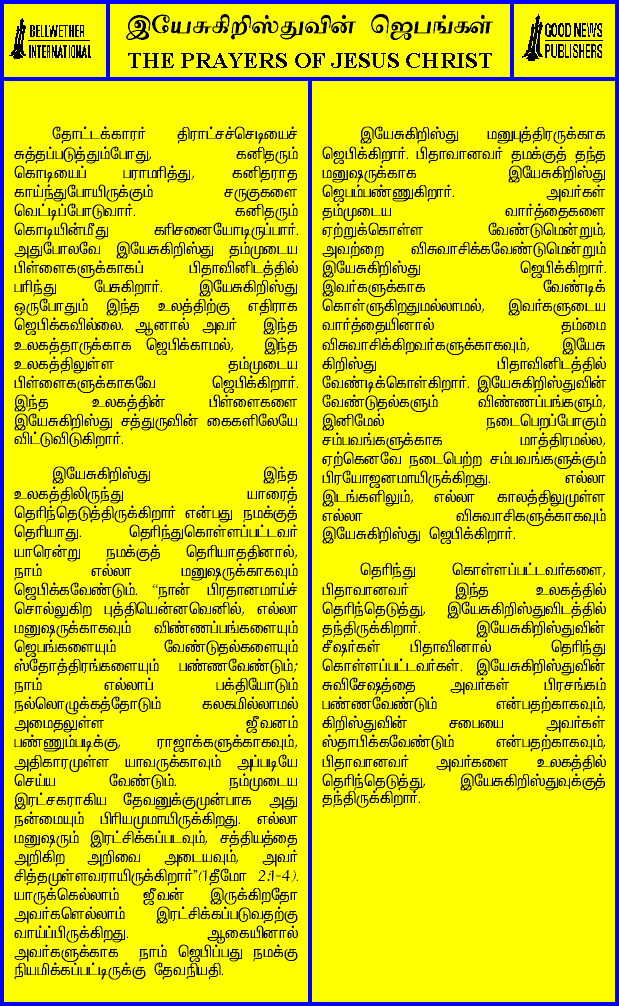 BELLWETHER
INTERNATIONAL
இயேசுகிறிஸ்துவின் ஜெபங்கள்
THE PRAYERS OF JESUS CHRIST
GOOD NEWS
PUBLISHERS
தோட்டக்காரர் திராட்சச்செடியைச்
சுத்தப்படுத்தும்போது, கனிதரும்
கொடியைப் பராமரித்து, கனிதராத
காய்ந்துபோயிருக்கும் சருகுகளை
வெட்டிப்போடுவார். கனிதரும்
கொடியின்மீது கரிசனையோடிருப்பார்.
அதுபோலவே இயேசுகிறிஸ்து தம்முடைய
பிள்ளைகளுக்காகப் பிதாவினிடத்தில்
பரிந்து பேசுகிறார். இயேசுகிறிஸ்து
ஒருபோதும் இந்த உலத்திற்கு எதிராக
ஜெபிக்கவில்லை. ஆனால் அவர் இந்த
உலகத்தாருக்காக ஜெபிக்காமல், இந்த
உலகத்திலுள்ள தம்முடைய
பிள்ளைகளுக்காகவே ஜெபிக்கிறார்.
இந்த உலகத்தின் பிள்ளைகளை
இயேசுகிறிஸ்து சத்துருவின் கைகளிலேயே
விட்டுவிடுகிறார்.
இயேசுகிறிஸ்து இந்த
உலகத்திலிருந்து யாரைத்
தெரிந்தெடுத்திருக்கிறார் என்பது நமக்குத்
தெரியாது. தெரிந்துகொள்ளப்பட்டவர்
யாரென்று நமக்குத் தெரியாததினால்,
நாம் எல்லா மனுஷருக்காகவும்
ஜெபிக்கவேண்டும். “நான் பிரதானமாய்ச்
சொல்லுகிற புத்தியென்னவெனில், எல்லா
மனுஷருக்காகவும் விண்ணப்பங்களையும்
ஜெபங்களையும் வேண்டுதல்களையும்
ஸ்தோத்திரங்களையும் பண்ணவேண்டும்;
நாம் எல்லாப் பக்தியோடும்
நல்லொழுக்கத்தோடும் கலகமில்லாமல்
அமைதலுள்ள ஜீவனம்
பண்ணும்படிக்கு, ராஜாக்களுக்காகவும்,
அதிகாரமுள்ள யாவருக்காவும் அப்படியே
செய்ய வேண்டும். நம்முடைய
இரட்சகராகிய தேவனுக்குமுன்பாக அது
நன்மையும் பிரியமுமாயிருக்கிறது. எல்லா
மனுஷரும் இரட்சிக்கப்படவும், சத்தியத்தை
அறிகிற அறிவை அடையவும், அவர்
சித்தமுள்ளவராயிருக்கிறார்”(1தீமோ 2:1-4).
யாருக்கெல்லாம் ஜீவன் இருக்கிறதோ
அவர்களெல்லாம் இரட்சிக்கப்படுவதற்கு
வாய்ப்பிருக்கிறது. ஆகையினால்
அவர்களுக்காக நாம் ஜெபிப்பது நமக்கு
நியமிக்கப்பட்டிருக்கு தேவநியதி.
இயேசுகிறிஸ்து மனுபுத்திரருக்காக
ஜெபிக்கிறார். பிதாவானவர் தமக்குத் தந்த
மனுஷருக்காக இயேசுகிறிஸ்து
ஜெபம்பண்ணுகிறார். அவர்கள்
தம்முடைய வார்த்தைகளை
ஏற்றுக்கொள்ள வேண்டுமென்றும்,
அவற்றை விசுவாசிக்கவேண்டுமென்றும்
இயேசுகிறிஸ்து ஜெபிக்கிறார்.
இவர்களுக்காக வேண்டிக்
கொள்ளுகிறதுமல்லாமல், இவர்களுடைய
வார்த்தையினால் தம்மை
விசுவாசிக்கிறவர்களுக்காகவும், இயேசு
கிறிஸ்து பிதாவினிடத்தில்
வேண்டிக்கொள்கிறார். இயேசுகிறிஸ்துவின்
வேண்டுதல்களும் விண்ணப்பங்களும்,
இனிமேல் நடைபெறப்போகும்
சம்பவங்களுக்காக மாத்திரமல்ல,
ஏற்கெனவே நடைபெற்ற சம்பவங்களுக்கும்
பிரயோஜனமாயிருக்கிறது. எல்லா
இடங்களிலும், எல்லா காலத்திலுமுள்ள
எல்லா விசுவாசிகளுக்காகவும்
இயேசுகிறிஸ்து ஜெபிக்கிறார்.
தெரிந்து கொள்ளப்பட்டவர்களை,
பிதாவானவர் இந்த உலகத்தில்
தெரிந்தெடுத்து, இயேசுகிறிஸ்துவிடத்தில்
தந்திருக்கிறார். இயேசுகிறிஸ்துவின்
சீஷர்கள் பிதாவினால் தெரிந்து
கொள்ளப்பட்டவர்கள். இயேசுகிறிஸ்துவின்
சுவிசேஷத்தை அவர்கள் பிரசங்கம்
பண்ணவேண்டும் என்பதற்காகவும்,
கிறிஸ்துவின் சபையை அவர்கள்
ஸ்தாபிக்கவேண்டும் என்பதற்காகவும்,
பிதாவானவர் அவர்களை உலகத்தில்
தெரிந்தெடுத்து, இயேசுகிறிஸ்துவுக்குத்
தந்திருக்கிறார்.